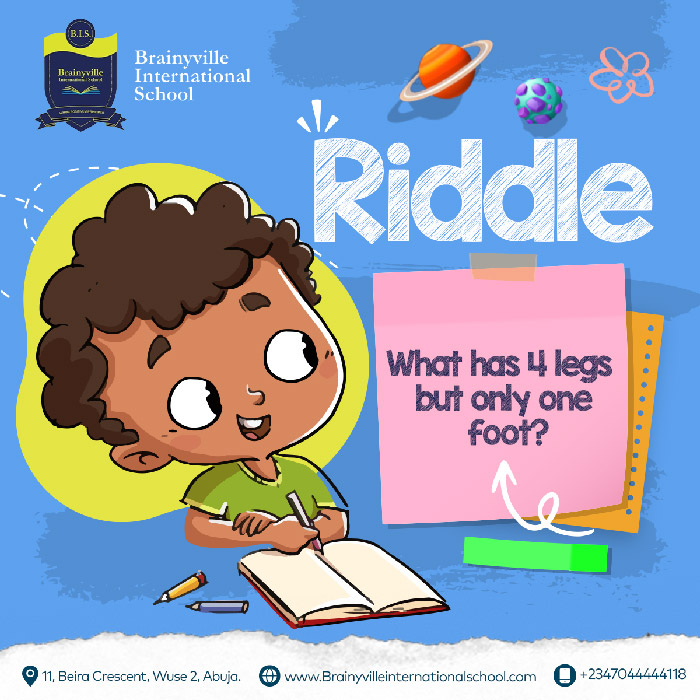 B.I.S.
Brainyville
International School
Brainyville
International
School
Riddle
What has 4 legs
but only one
foot?
11, Beira Crescent, Wuse 2, Abuja.
www.Brainyvilleinternationalschool.com
+2347044444118